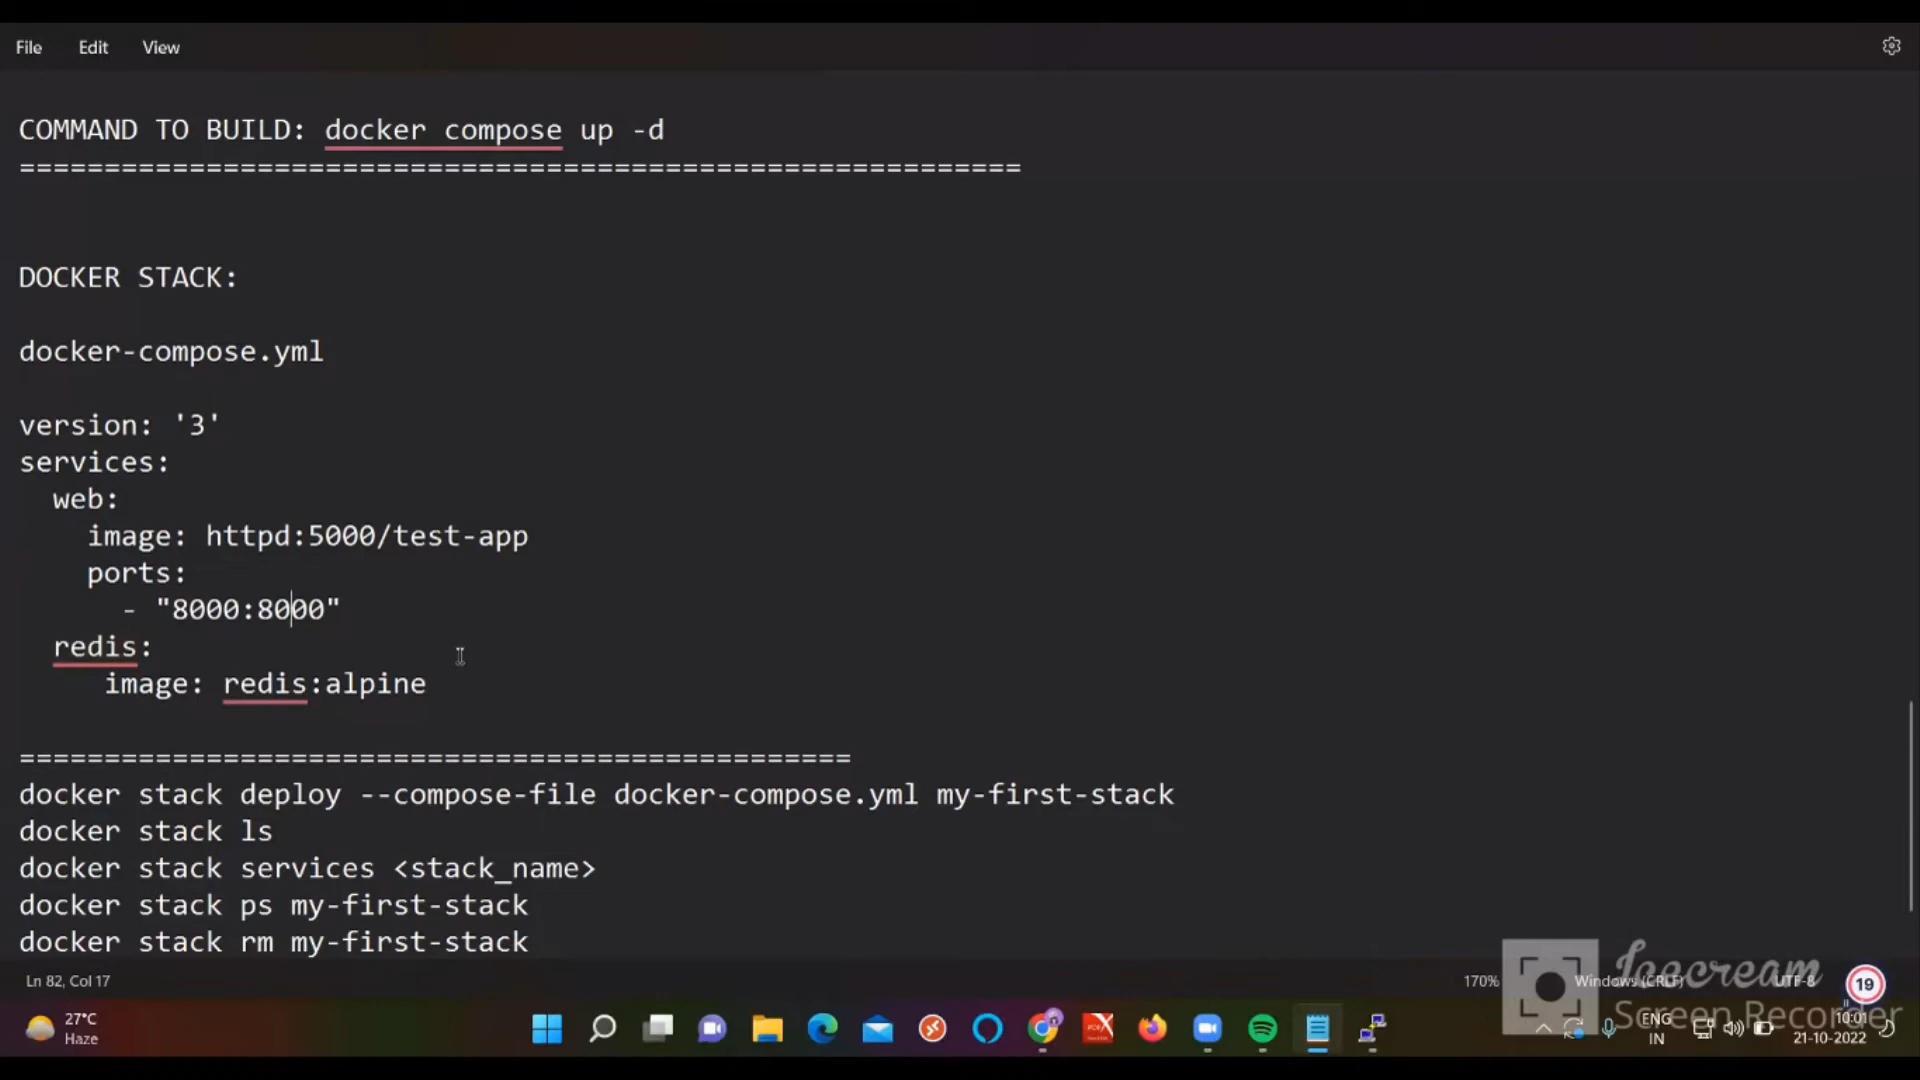 File Edit View
COMMAND TO BUILD: docker compose up -d
===========================================================
DOCKER STACK:
docker-compose.yml
version: '3'
services:
  web:
    image: httpd:5000/test-app
    ports:
      - "8000:8000"
  redis:
     image: redis:alpine
=================================================
docker stack deploy --compose-file docker-compose.yml my-first-stack
docker stack ls
docker stack services <stack_name>
docker stack ps my-first-stack
docker stack rm my-first-stack
Ln 82, Col 17 170% Windows (CRLF) UTF-8 19
Icecream
Screen Recorder
27°C
Haze
ENG
IN
10:01
21-10-2022